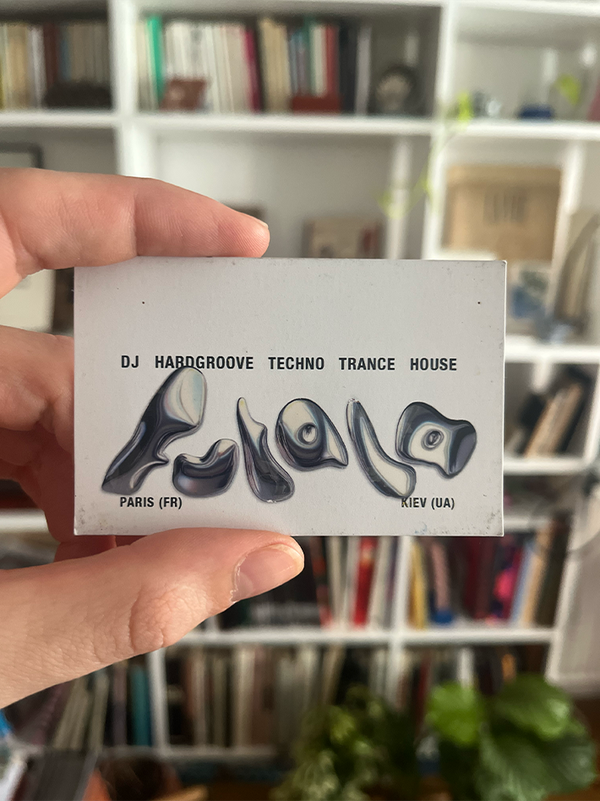 DJ HARDGROOVE TECHNO TRANCE HOUSE
PARIS (FR)
KIEV (UA)